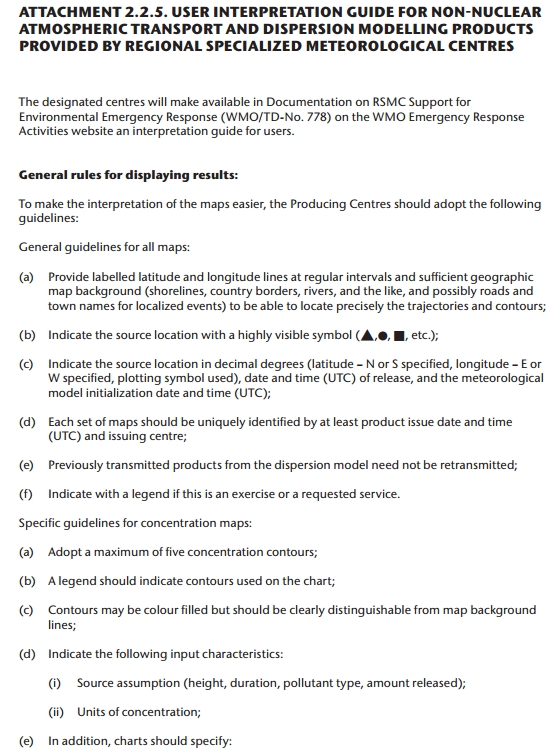 ATTACHMENT 2.2.5. USER INTERPRETATION GUIDE FOR NON-NUCLEAR
ATMOSPHERIC TRANSPORT AND DISPERSION MODELLING PRODUCTS
PROVIDED BY REGIONAL SPECIALIZED METEOROLOGICAL CENTRES
The designated centres will make available in Documentation on RSMC Support for
Environmental Emergency Response (WMO/TD-No. 778) on the WMO Emergency Response
Activities website an interpretation guide for users.
General rules for displaying results:
To make the interpretation of the maps easier, the Producing Centres should adopt the following
guidelines:
General guidelines for all maps:
(a) Provide labelled latitude and longitude lines at regular intervals and sufficient geographic
map background (shorelines, country borders, rivers, and the like, and possibly roads and
town names for localized events) to be able to locate precisely the trajectories and contours;
(b) Indicate the source location with a highly visible symbol (▲,●, ■, etc.);
(c) Indicate the source location in decimal degrees (latitude – N or S specified, longitude – E or
W specified, plotting symbol used), date and time (UTC) of release, and the meteorological
model initialization date and time (UTC);
(d) Each set of maps should be uniquely identified by at least product issue date and time
(UTC) and issuing centre;
(e) Previously transmitted products from the dispersion model need not be retransmitted;
(f) Indicate with a legend if this is an exercise or a requested service.
Specific guidelines for concentration maps:
(a) Adopt a maximum of five concentration contours;
(b) A legend should indicate contours used on the chart;
(c) Contours may be colour filled but should be clearly distinguishable from map background
lines;
(d) Indicate the following input characteristics:
(i) Source assumption (height, duration, pollutant type, amount released);
(ii) Units of concentration;
(e) In addition, charts should specify: